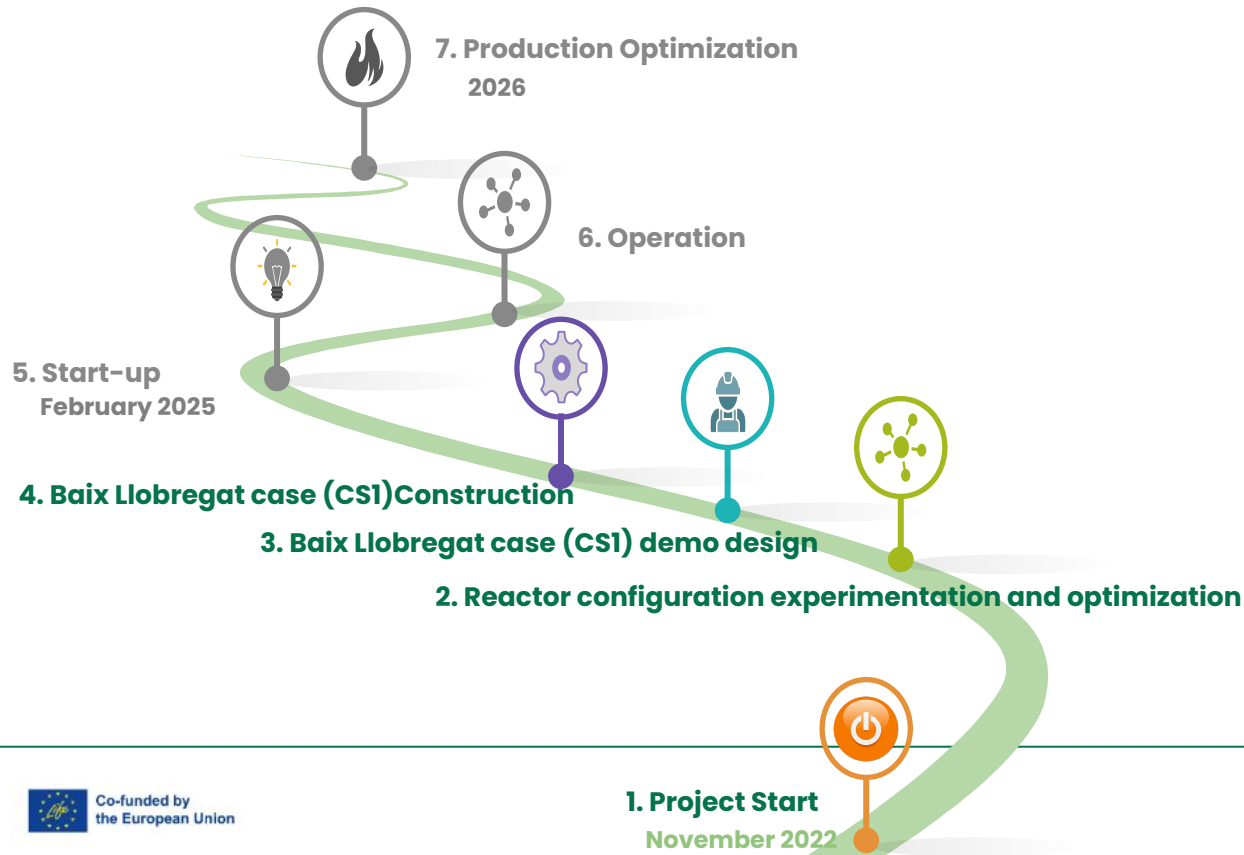 7. Production Optimization
2026
6. Operation
5. Start-up
February 2025
4. Baix Llobregat case (CS1)Construction
3. Baix Llobregat case (CS1) demo design
2. Reactor configuration experimentation and optimization
1. Project Start
November 2022
Life
Co-funded by
the European Union